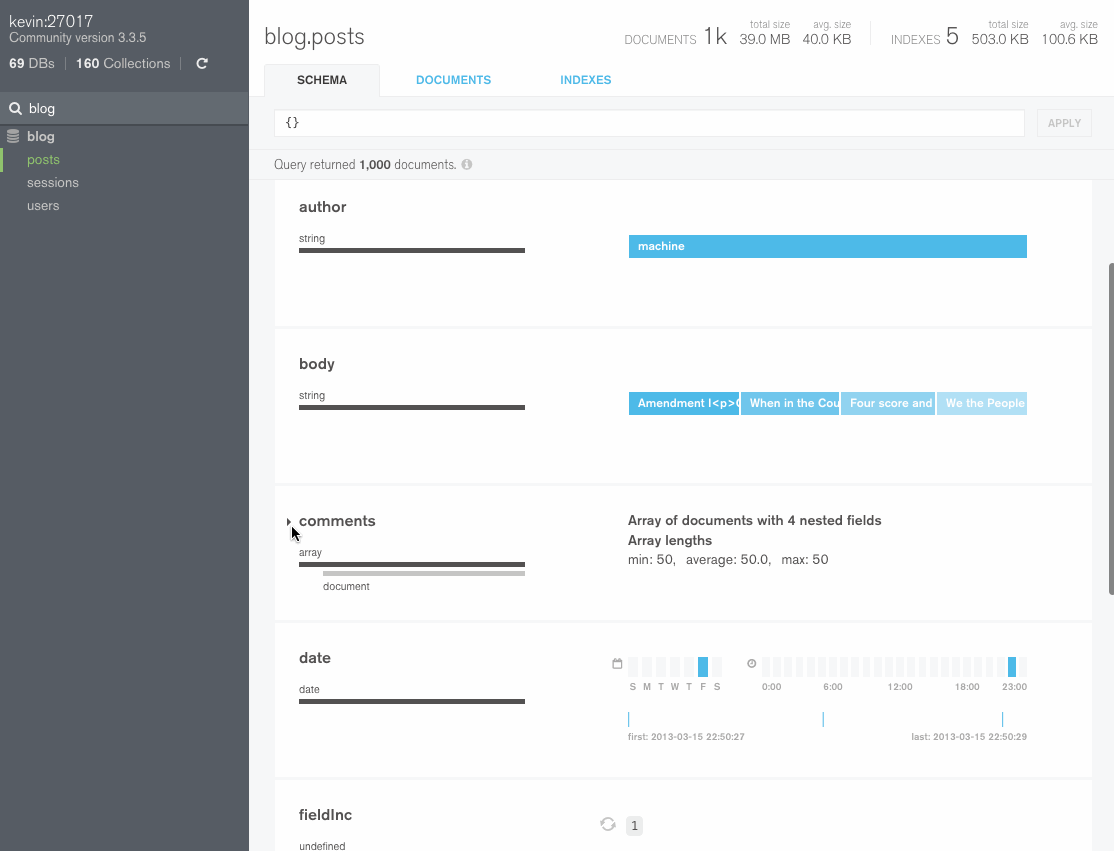 kevin:27017
Community version 3.3.5
69 DBs 160 Collections
blog
blog
posts
sessions
users
blog.posts
DOCUMENTS 1k total size 39.0 MB avg. size 40.0 KB
INDEXES 5 total size 503.0 KB avg. size 100.6 KB
SCHEMA DOCUMENTS INDEXES
{} APPLY
Query returned 1,000 documents.
author
string
machine
body
string
Amendment I<p>C When in the Cou Four score and We the People
comments
array
document
Array of documents with 4 nested fields
Array lengths
min: 50, average: 50.0, max: 50
date
date
S M T W T F S
0:00 6:00 12:00 18:00 23:00
first: 2013-03-15 22:50:27 last: 2013-03-15 22:50:29
fieldInc
undefined
1